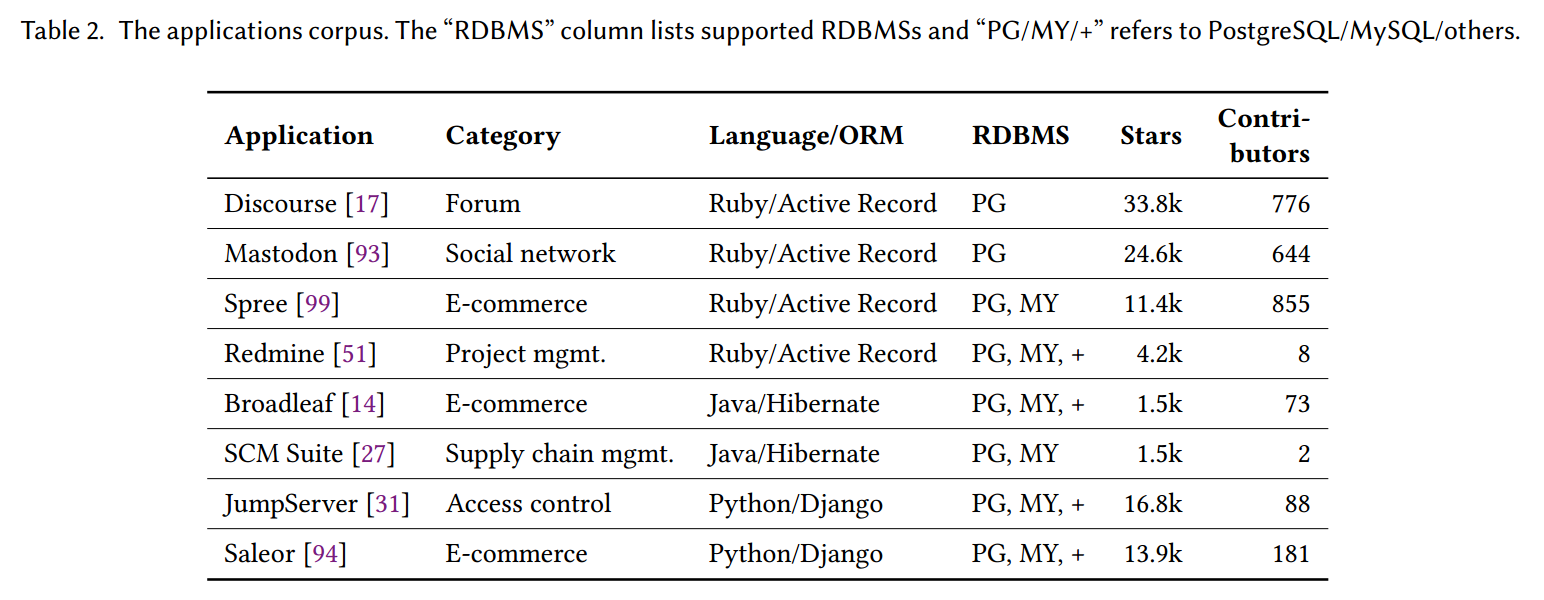 Table 2. The applications corpus. The “RDBMS” column lists supported RDBMSs and “PG/MY/+” refers to PostgreSQL/MySQL/others.
Application Category Language/ORM RDBMS Stars Contri-
butors
Discourse [17] Forum Ruby/Active Record PG 33.8k 776
Mastodon [93] Social network Ruby/Active Record PG 24.6k 644
Spree [99] E-commerce Ruby/Active Record PG, MY 11.4k 855
Redmine [51] Project mgmt. Ruby/Active Record PG, MY, + 4.2k 8
Broadleaf [14] E-commerce Java/Hibernate PG, MY, + 1.5k 73
SCM Suite [27] Supply chain mgmt. Java/Hibernate PG, MY 1.5k 2
JumpServer [31] Access control Python/Django PG, MY, + 16.8k 88
Saleor [94] E-commerce Python/Django PG, MY, + 13.9k 181